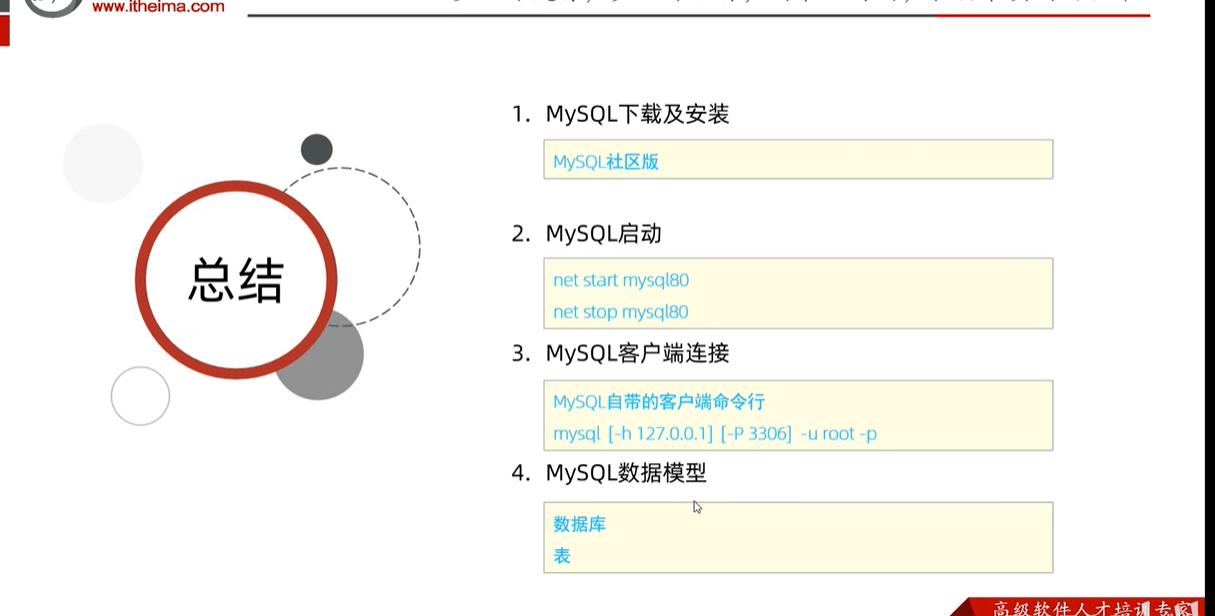 www.itheima.com
总结
1. MySQL下载及安装
MySQL社区版
2. MySQL启动
net start mysql80
net stop mysql80
3. MySQL客户端连接
MySQL自带的客户端命令行
mysql [-h 127.0.0.1] [-P 3306] -u root -p
4. MySQL数据模型
数据库
表
高级软件人才培训专家